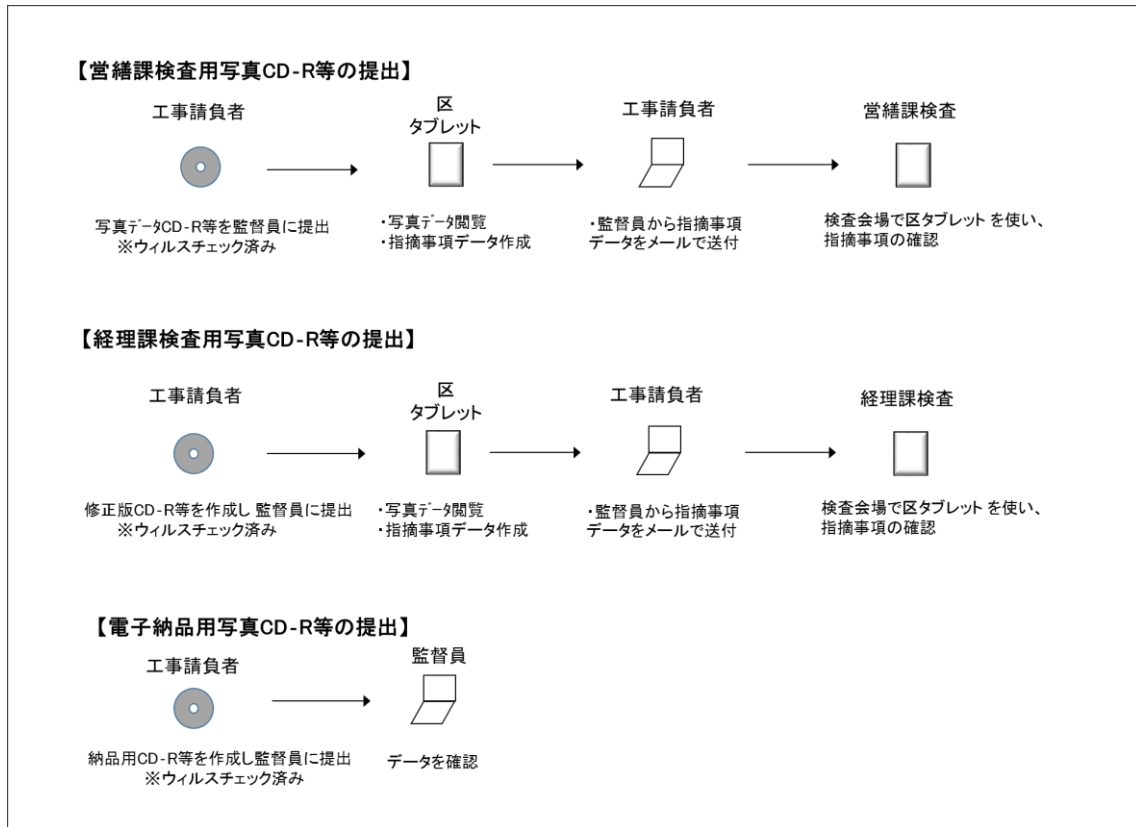 【営繕課検査用写真CD-R等の提出】
工事請負者
区
タブレット
工事請負者
営繕課検査
写真データCD-R等を監督員に提出
※ウィルスチェック済み
・写真データ閲覧
・指摘事項データ作成
・監督員から指摘事項
データをメールで送付
検査会場で区タブレット を使い、
指摘事項の確認
【経理課検査用写真CD-R等の提出】
工事請負者
区
タブレット
工事請負者
経理課検査
修正版CD-R等を作成し 監督員に提出
※ウィルスチェック済み
・写真データ閲覧
・指摘事項データ作成
・監督員から指摘事項
データをメールで送付
検査会場で区タブレット を使い、
指摘事項の確認
【電子納品用写真CD-R等の提出】
工事請負者
監督員
納品用CD-R等を作成し監督員に提出
※ウィルスチェック済み
データを確認